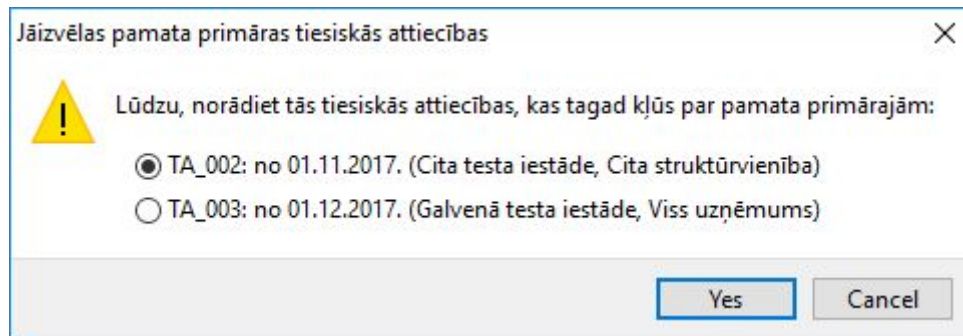 Jāizvēlas pamata primāras tiesiskās attiecības
Lūdzu, norādiet tās tiesiskās attiecības, kas tagad kļūs par pamata primārajām:
TA_002: no 01.11.2017. (Cita testa iestāde, Cita struktūrvienība)
TA_003: no 01.12.2017. (Galvenā testa iestāde, Viss uzņēmums)
Yes Cancel